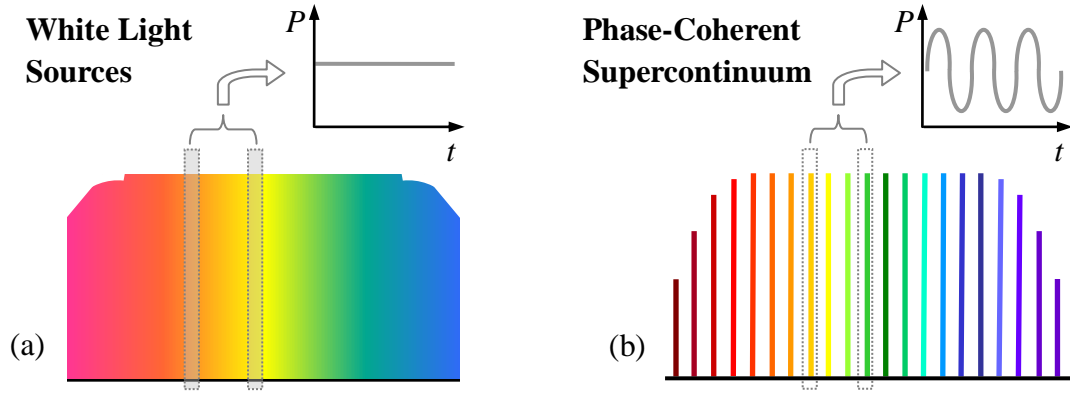 White Light
Sources
P
t
(a)
Phase-Coherent
Supercontinuum
P
t
(b)